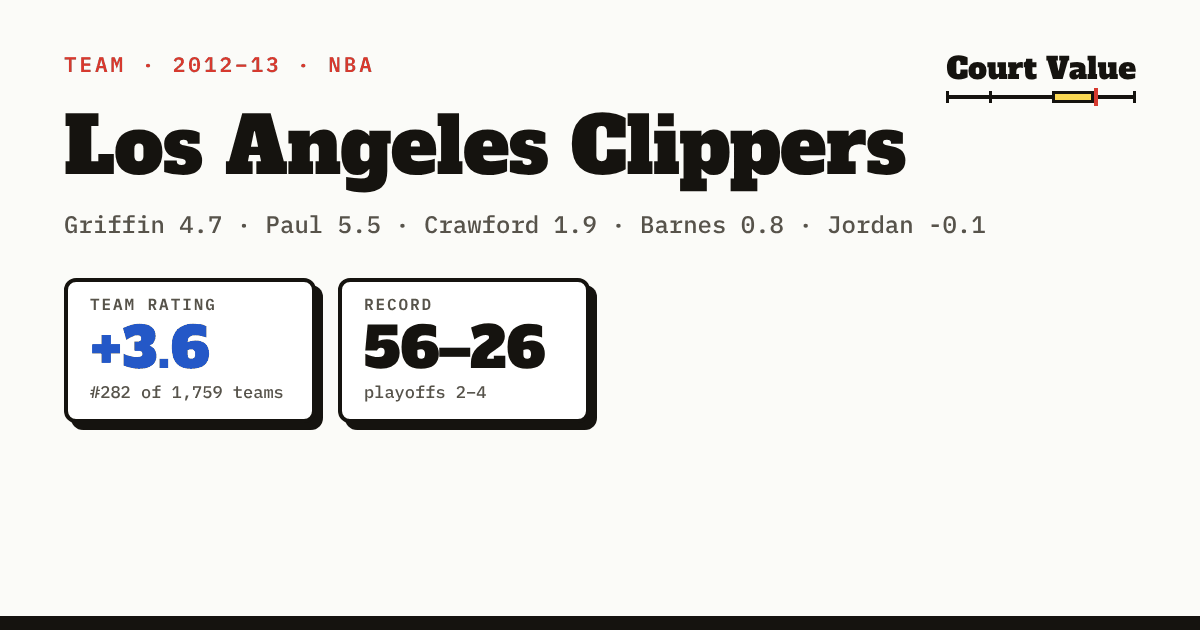 TEAM · 2012–13 · NBA
Court Value
Los Angeles Clippers
Griffin 4.7 · Paul 5.5 · Crawford 1.9 · Barnes 0.8 · Jordan -0.1
TEAM RATING
+3.6
#282 of 1,759 teams
RECORD
56–26
playoffs 2–4